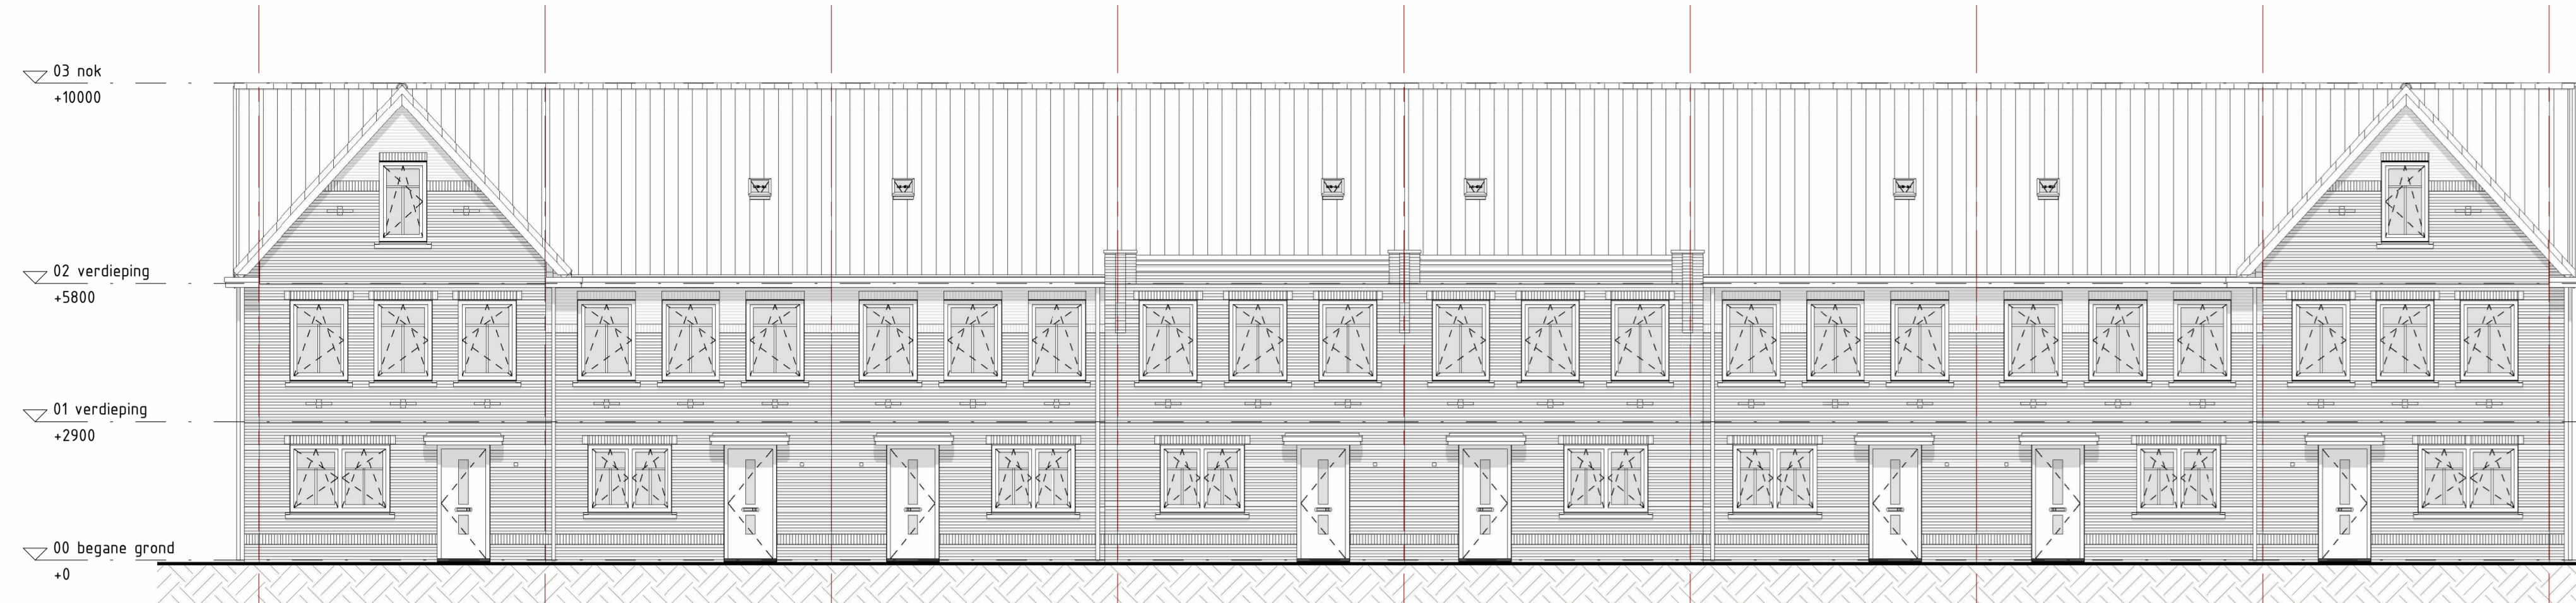 03 nok
+10000
02 verdieping
+5800
01 verdieping
+2900
00 begane grond
+0